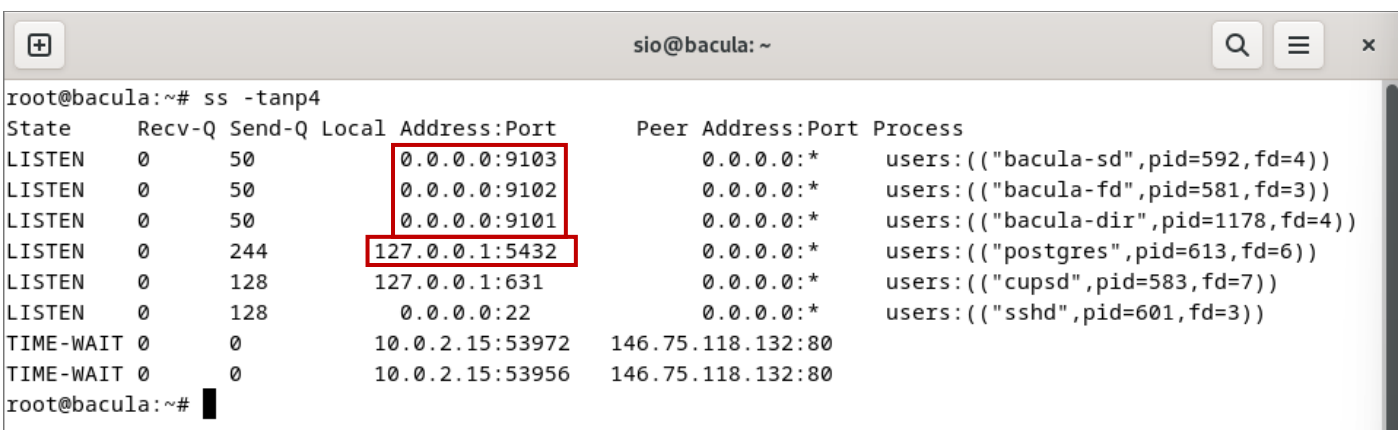 sio@bacula: ~
root@bacula:~# ss -tanp4
State Recv-Q Send-Q Local Address:Port Peer Address:Port Process
LISTEN 0 50 0.0.0.0:9103 0.0.0.0:* users:(("bacula-sd",pid=592,fd=4))
LISTEN 0 50 0.0.0.0:9102 0.0.0.0:* users:(("bacula-fd",pid=581,fd=3))
LISTEN 0 50 0.0.0.0:9101 0.0.0.0:* users:(("bacula-dir",pid=1178,fd=4))
LISTEN 0 244 127.0.0.1:5432 0.0.0.0:* users:(("postgres",pid=613,fd=6))
LISTEN 0 128 127.0.0.1:631 0.0.0.0:* users:(("cupsd",pid=583,fd=7))
LISTEN 0 128 0.0.0.0:22 0.0.0.0:* users:(("sshd",pid=601,fd=3))
TIME-WAIT 0 0 10.0.2.15:53972 146.75.118.132:80
TIME-WAIT 0 0 10.0.2.15:53956 146.75.118.132:80
root@bacula:~#